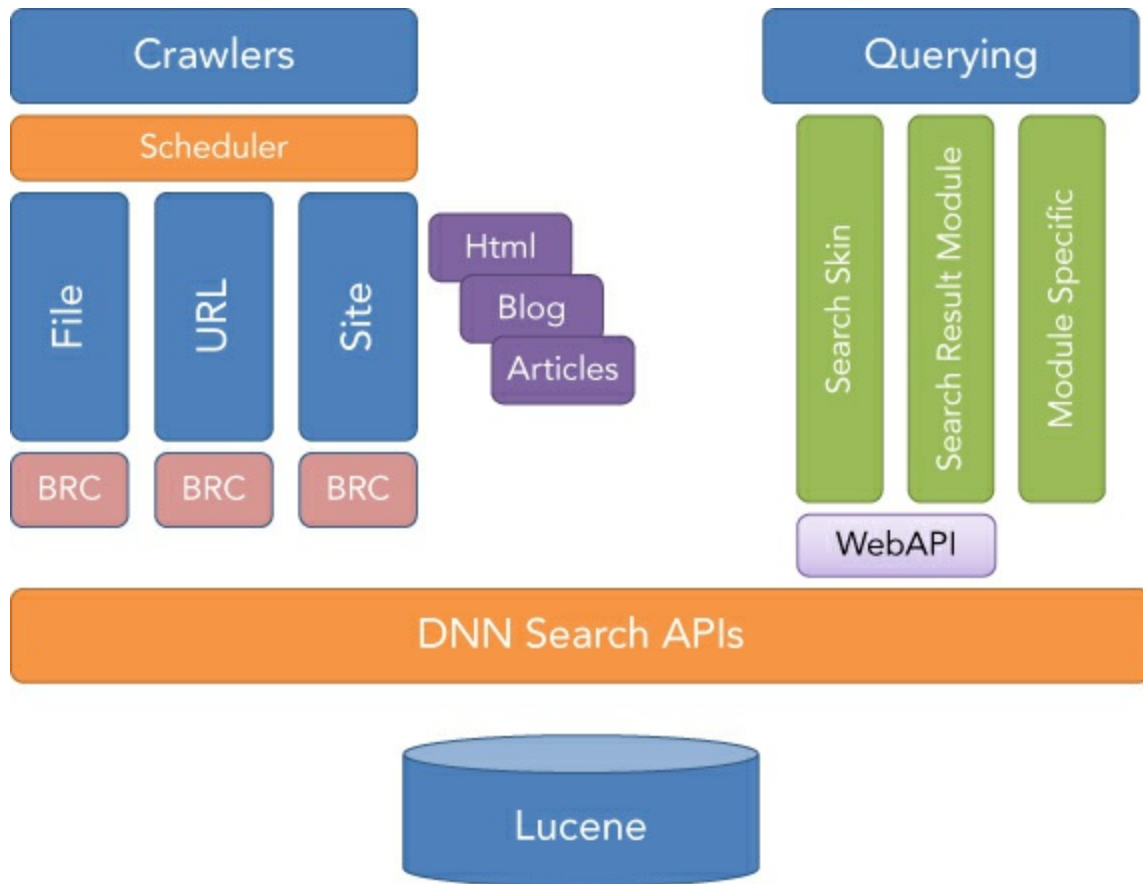 Crawlers
Querying
Scheduler
File
URL
Site
Html
Blog
Articles
Search Skin
Search Result Module
Module Specific
BRC
BRC
BRC
WebAPI
DNN Search APIs
Lucene